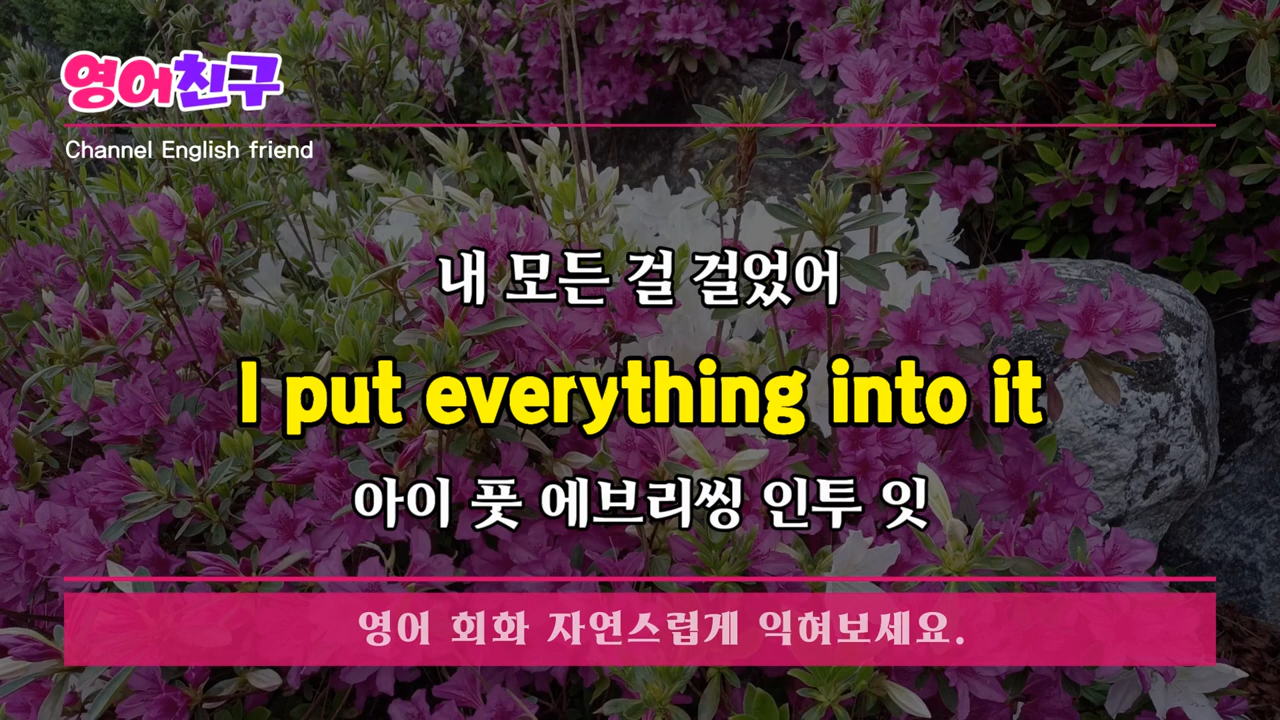 영어친구
Channel English friend
내 모든 걸 걸었어
I put everything into it
아이 풋 에브리씽 인투 잇
영어 회화 자연스럽게 익혀보세요.